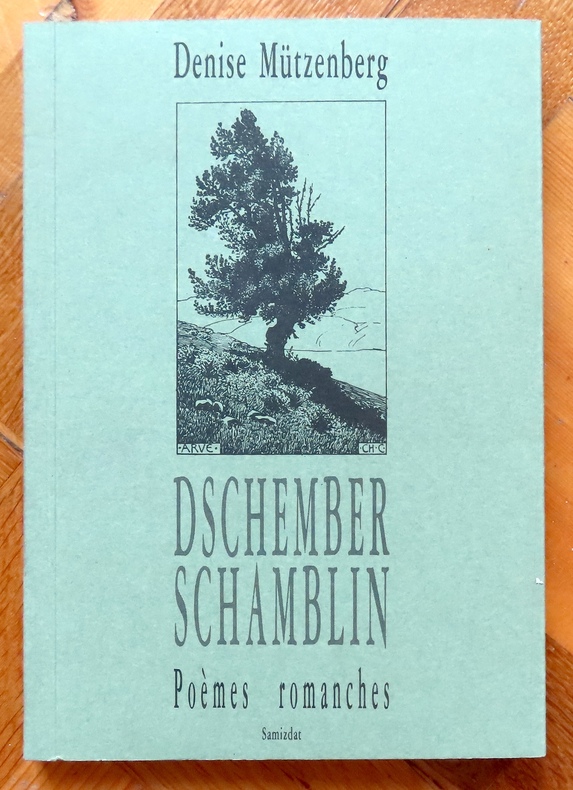 Denise Mützenberg
·ARVE·
·CH·C
DSCHEMBER
SCHAMBLIN
Poèmes romanches
Samizdat